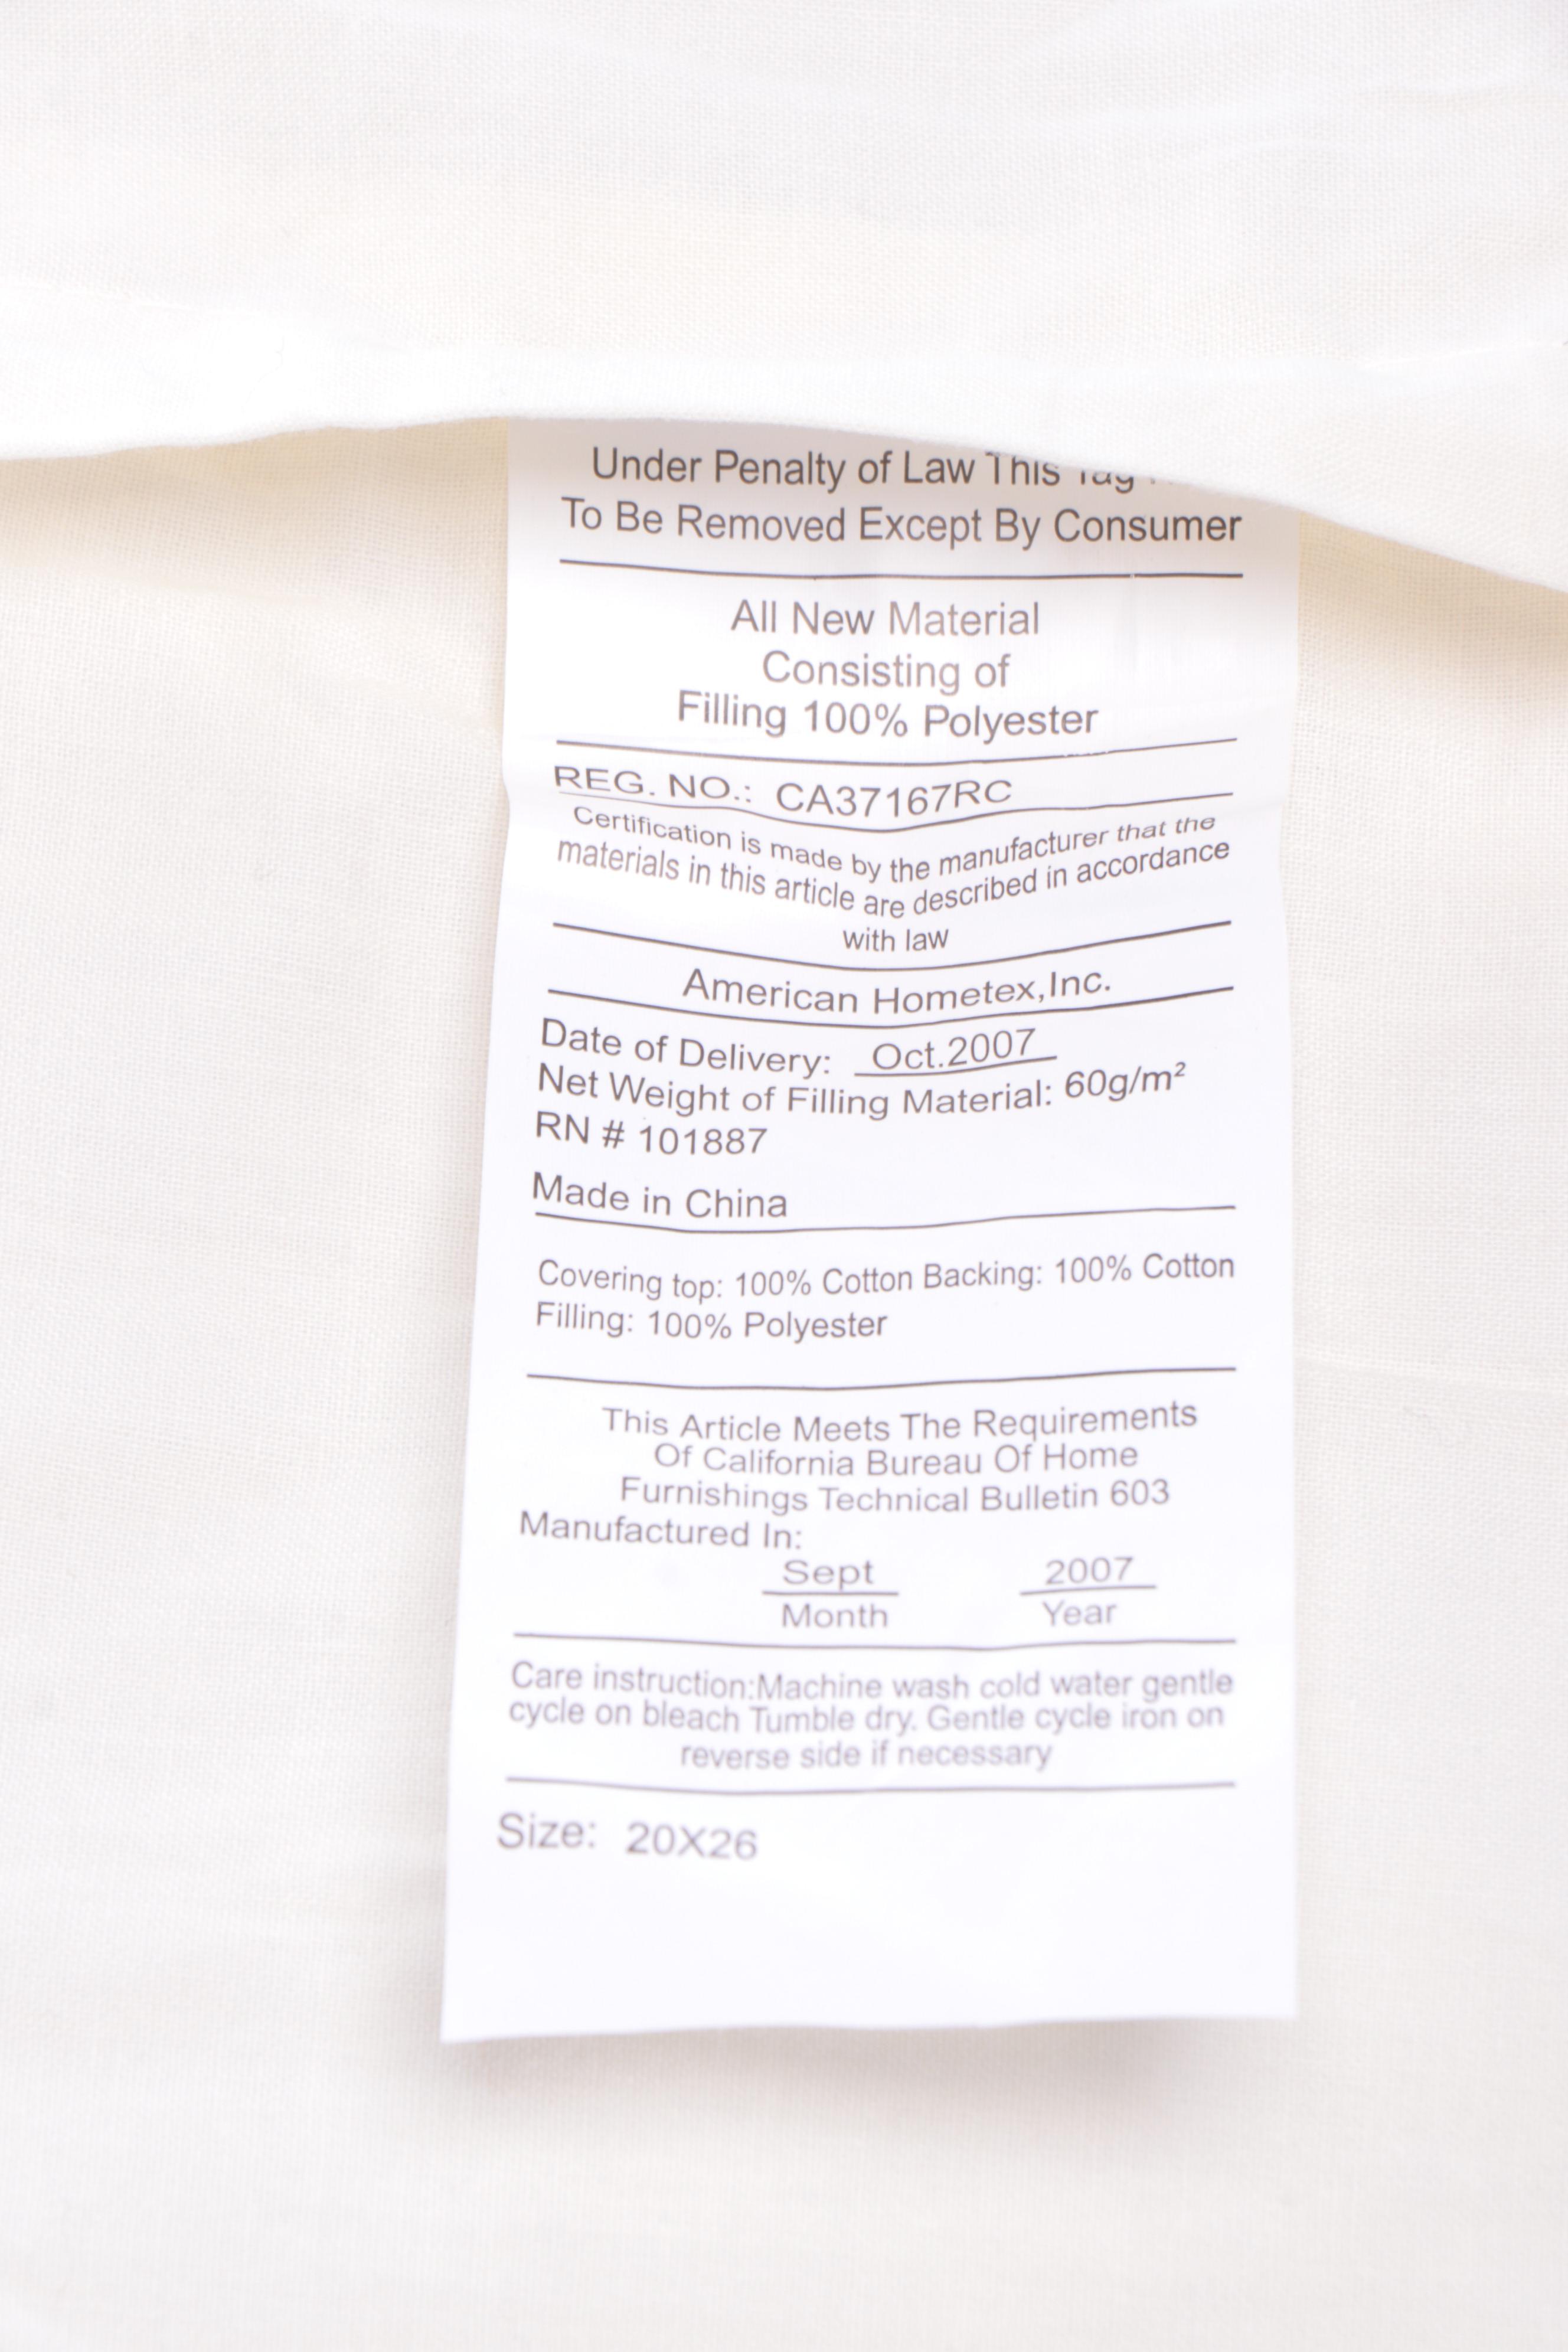 Under Penalty of Law This Tag
To Be Removed Except By Consumer
All New Material
Consisting of
Filling 100% Polyester
REG. NO.: CA37167RC
Certification is made by the manufacturer that the
materials in this article are described in accordance
with law
American Hometex,Inc.
Date of Delivery: Oct.2007
Net Weight of Filling Material: 60g/m²
RN # 101887
Made in China
Covering top: 100% Cotton Backing: 100% Cotton
Filling: 100% Polyester
This Article Meets The Requirements
Of California Bureau Of Home
Furnishings Technical Bulletin 603
Manufactured In:
Sept 2007
Month Year
Care instruction:Machine wash cold water gentle
cycle on bleach Tumble dry. Gentle cycle iron on
reverse side if necessary
Size: 20X26